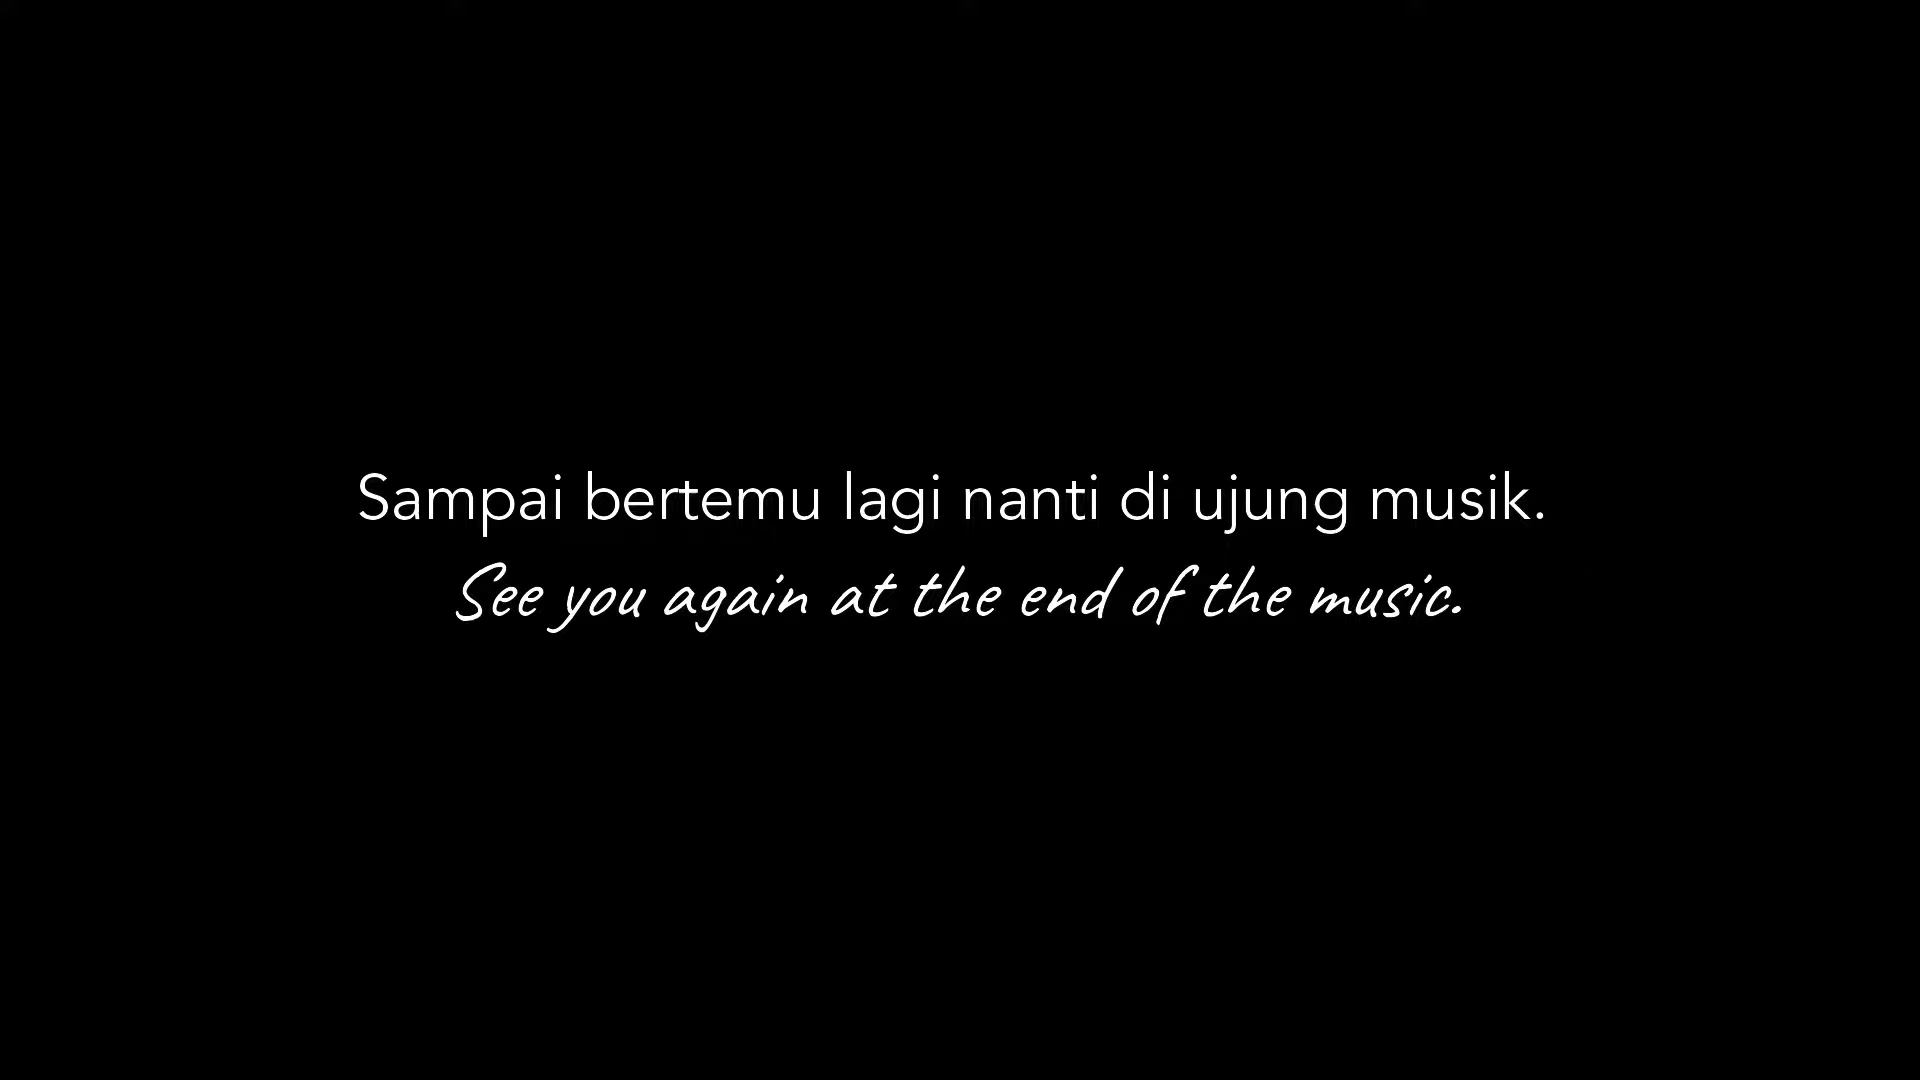 Sampai bertemu lagi nanti di ujung musik.
See you again at the end of the music.